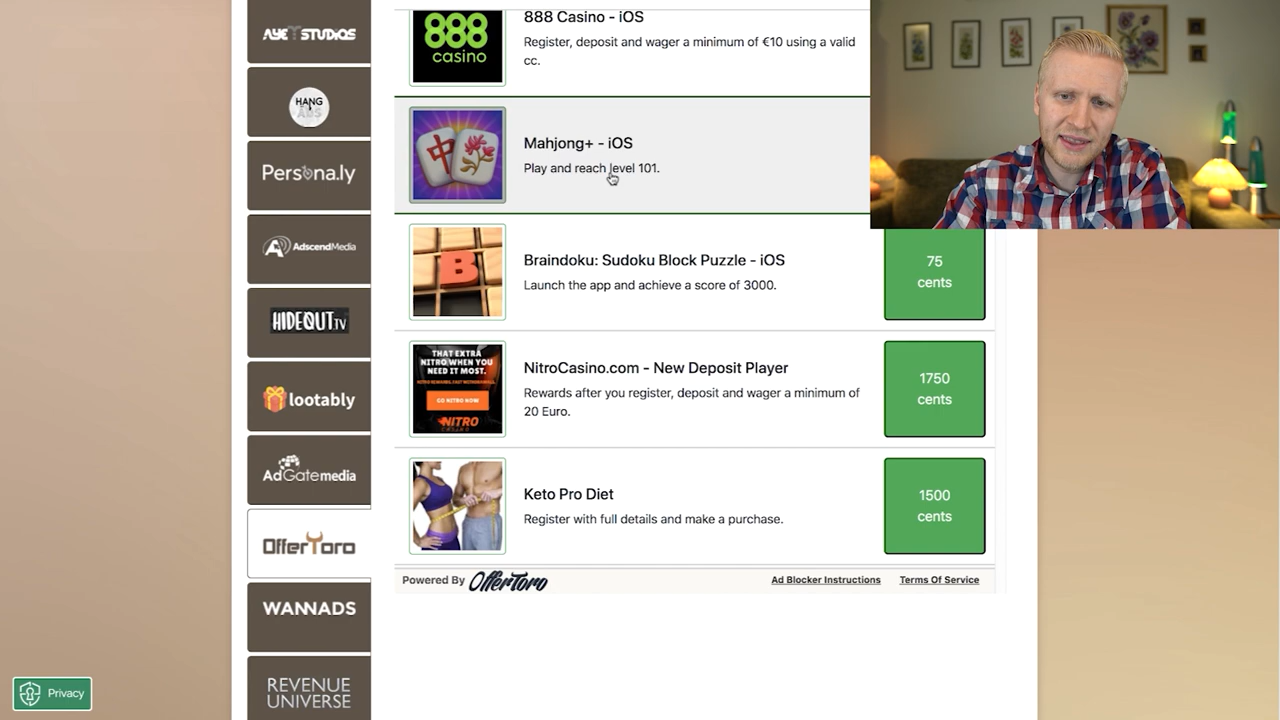 AYE T STUDIOS
HANG
ADS
Persona.ly
AdscendMedia
HIDEOUT.TV
lootably
AdGatemedia
OfferToro
WANNADS
REVENUE
UNIVERSE
888
casino
888 Casino - iOS
Register, deposit and wager a minimum of €10 using a valid
cc.
中
Mahjong+ - iOS
Play and reach level 101.
B
Braindoku: Sudoku Block Puzzle - iOS
Launch the app and achieve a score of 3000.
75
cents
THAT EXTRA
NITRO WHEN YOU
NEED IT MOST.
GO NITRO NOW
NITRO
CASINO
NitroCasino.com - New Deposit Player
Rewards after you register, deposit and wager a minimum of
20 Euro.
1750
cents
Keto Pro Diet
Register with full details and make a purchase.
1500
cents
Powered By OfferToro
Ad Blocker Instructions
Terms Of Service
Privacy